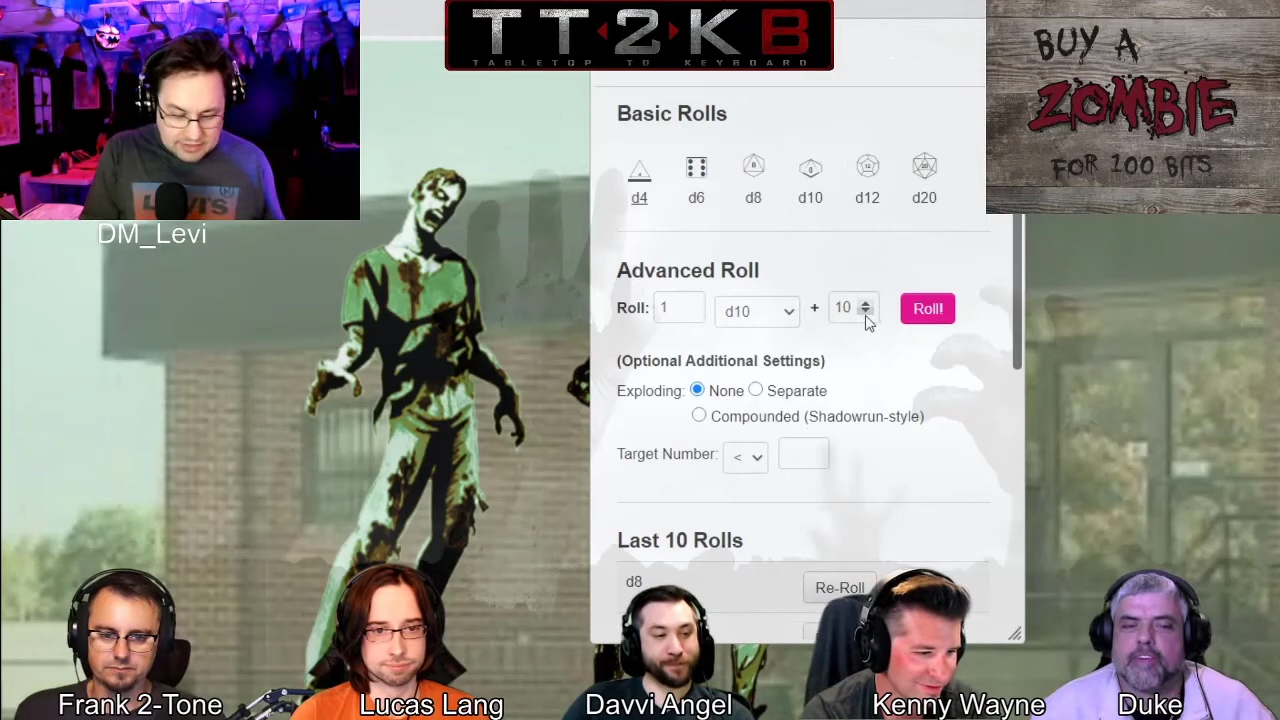 TT2KB
TABLETOP TO KEYBOARD
BUY A
ZOMBIE
FOR 100 BITS
LEVI'S
DM_Levi
Basic Rolls
d4 d6 d8 d10 d12 d20
Advanced Roll
Roll: 1 d10 + 10 Roll!
(Optional Additional Settings)
Exploding: None Separate
Compounded (Shadowrun-style)
Target Number: <
Last 10 Rolls
d8 Re-Roll
Frank 2-Tone Lucas Lang Davvi Angel Kenny Wayne Duke